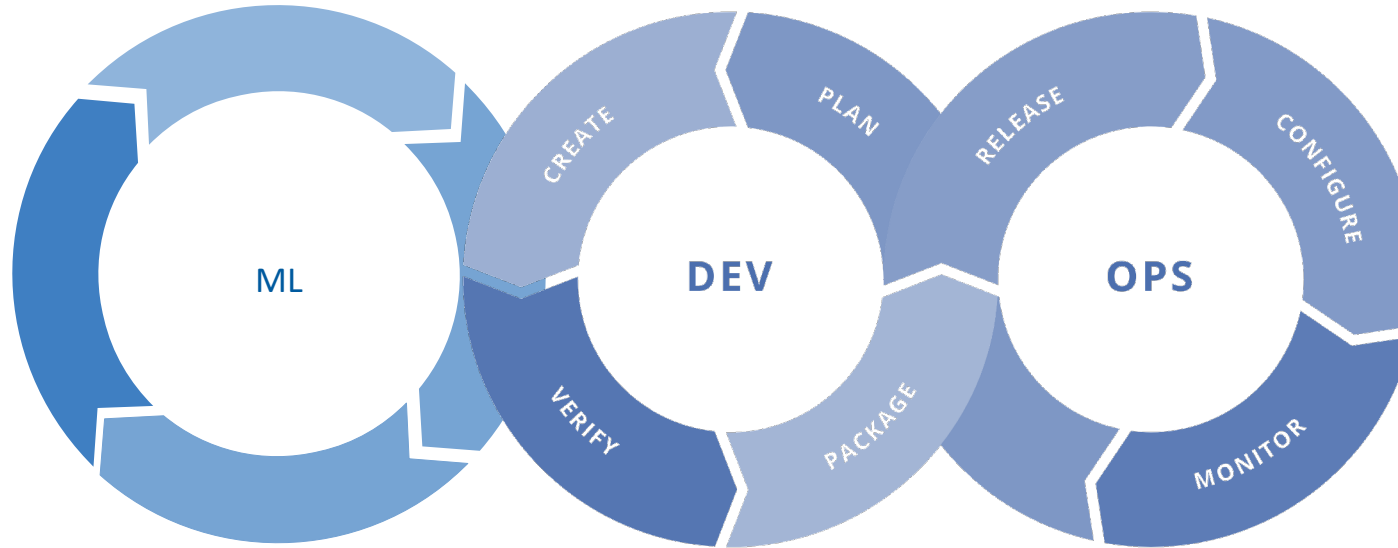 ML
CREATE
PLAN
DEV
VERIFY
PACKAGE
RELEASE
CONFIGURE
OPS
MONITOR